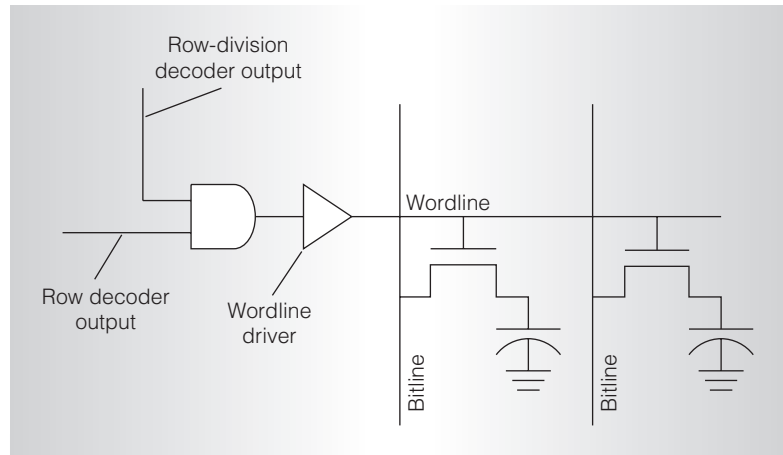 Row-division
decoder output
Wordline
Row decoder
output
Wordline
driver
Bitline
Bitline